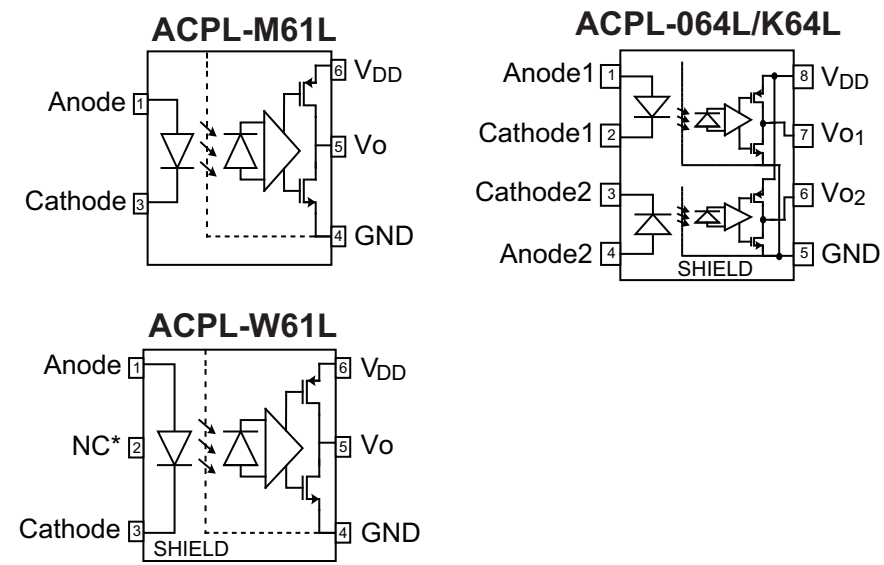 ACPL-M61L
Anode 1
Cathode 3
6 VDD
5 Vo
4 GND
ACPL-064L/K64L
Anode1 1
Cathode1 2
Cathode2 3
Anode2 4
8 VDD
7 Vo1
6 Vo2
5 GND
SHIELD
ACPL-W61L
Anode 1
NC* 2
Cathode 3
6 VDD
5 Vo
4 GND
SHIELD